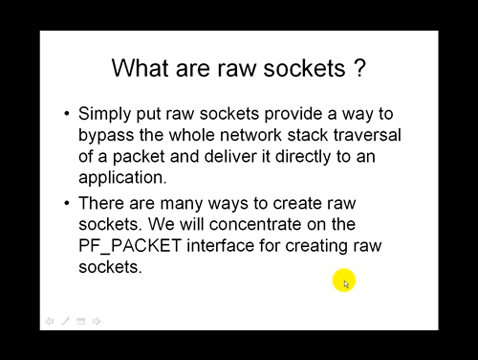 What are raw sockets ?
• Simply put raw sockets provide a way to
bypass the whole network stack traversal
of a packet and deliver it directly to an
application.
• There are many ways to create raw
sockets. We will concentrate on the
PF_PACKET interface for creating raw
sockets.